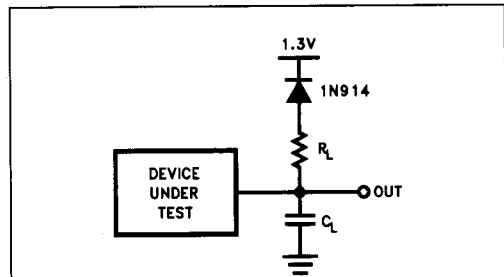 1.3V
1N914
RL
DEVICE
UNDER
TEST
OUT
CL